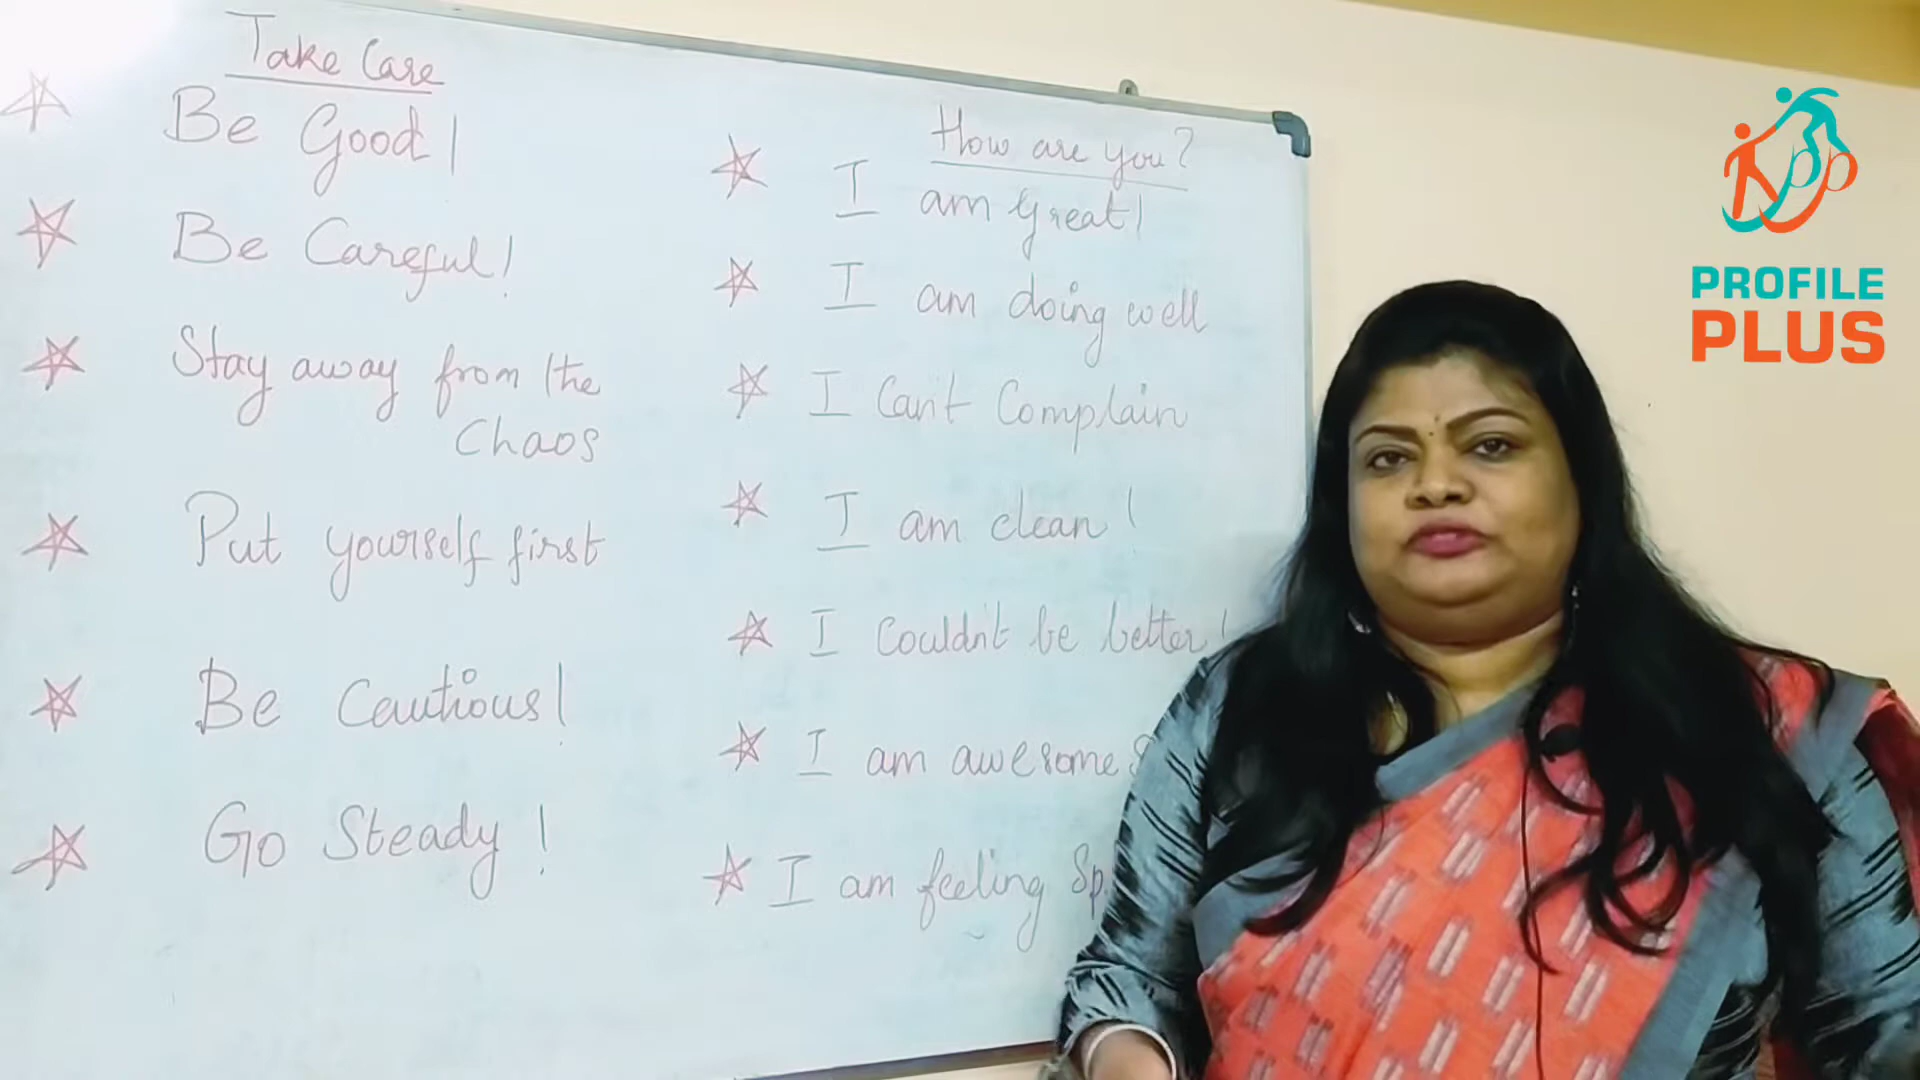 Take Care
Be Good!
Be Careful!
Stay away from the
Chaos
Put yourself first
Be Cautious!
Go Steady!
How are you?
I am Great!
I am doing well
I Can't Complain
I am clean!
I Couldn't be better!
I am awesome
I am feeling
PROFILE
PLUS